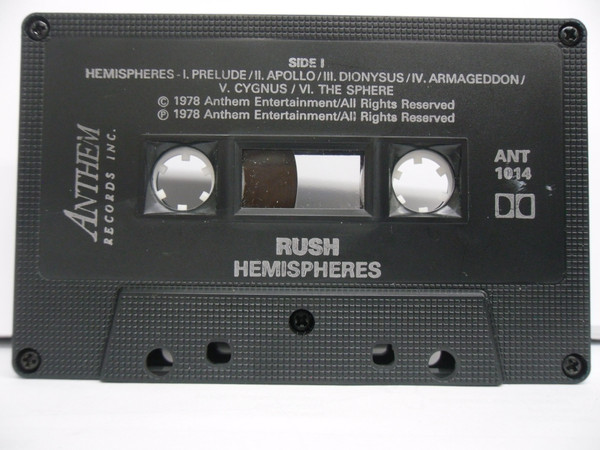 SIDE 1
HEMISPHERES - I. PRELUDE/II. APOLLO/III. DIONYSUS/IV. ARMAGEDDON/
V. CYGNUS / VI. THE SPHERE
© 1978 Anthem Entertainment/All Rights Reserved
℗ 1978 Anthem Entertainment/All Rights Reserved
ANTHEM
RECORDS INC.
ANT
1014
RUSH
HEMISPHERES